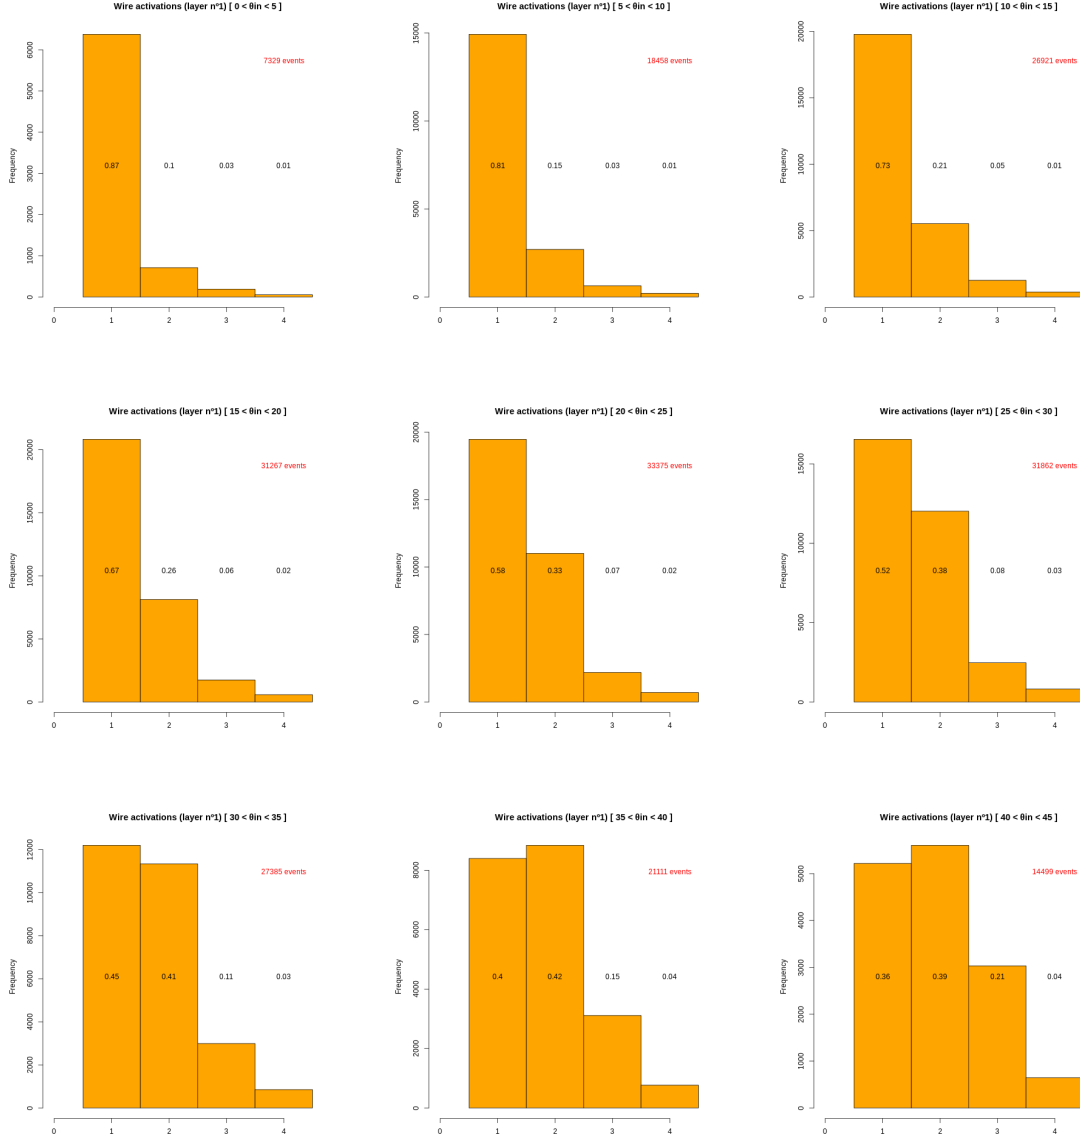 Wire activations (layer nº1) [ 0 < θin < 5 ]
7329 events
Frequency
0 1000 2000 3000 4000 5000 6000
0.87 0.1 0.03 0.01
0 1 2 3 4
Wire activations (layer nº1) [ 5 < θin < 10 ]
18458 events
Frequency
0 5000 10000 15000
0.81 0.15 0.03 0.01
0 1 2 3 4
Wire activations (layer nº1) [ 10 < θin < 15 ]
26921 events
Frequency
0 5000 10000 15000 20000
0.73 0.21 0.05 0.01
0 1 2 3 4
Wire activations (layer nº1) [ 15 < θin < 20 ]
31267 events
Frequency
0 5000 10000 15000 20000
0.67 0.26 0.06 0.02
0 1 2 3 4
Wire activations (layer nº1) [ 20 < θin < 25 ]
33375 events
Frequency
0 5000 10000 15000 20000
0.58 0.33 0.07 0.02
0 1 2 3 4
Wire activations (layer nº1) [ 25 < θin < 30 ]
31862 events
Frequency
0 5000 10000 15000
0.52 0.38 0.08 0.03
0 1 2 3 4
Wire activations (layer nº1) [ 30 < θin < 35 ]
27385 events
Frequency
0 2000 4000 6000 8000 10000 12000
0.45 0.41 0.11 0.03
0 1 2 3 4
Wire activations (layer nº1) [ 35 < θin < 40 ]
21111 events
Frequency
0 2000 4000 6000 8000
0.4 0.42 0.15 0.04
0 1 2 3 4
Wire activations (layer nº1) [ 40 < θin < 45 ]
14499 events
Frequency
0 1000 2000 3000 4000 5000
0.36 0.39 0.21 0.04
0 1 2 3 4